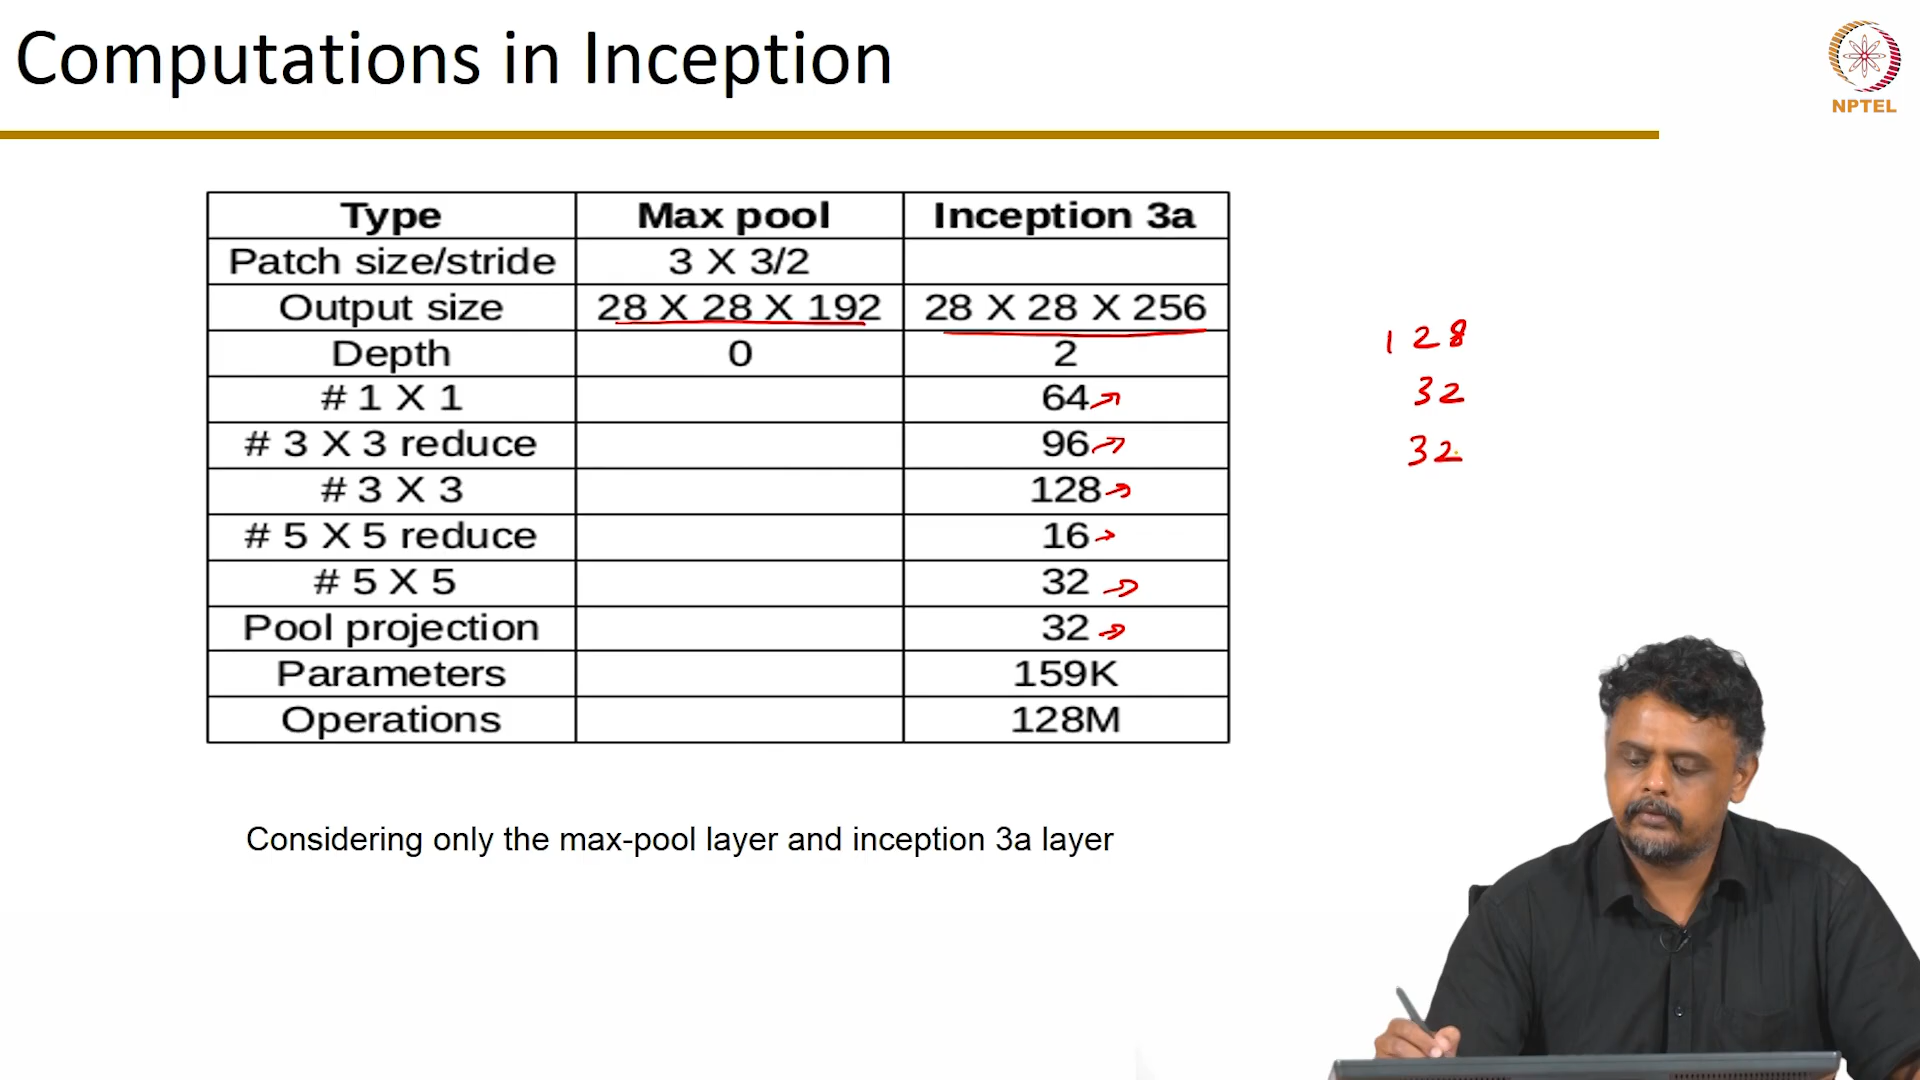 Computations in Inception
NPTEL
Type Max pool Inception 3a
Patch size/stride 3 X 3/2
Output size 28 X 28 X 192 28 X 28 X 256
Depth 0 2
# 1 X 1 64
# 3 X 3 reduce 96
# 3 X 3 128
# 5 X 5 reduce 16
# 5 X 5 32
Pool projection 32
Parameters 159K
Operations 128M
128
32
32
Considering only the max-pool layer and inception 3a layer